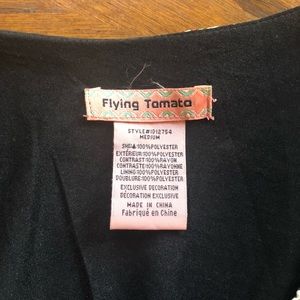 Flying Tomato
STYLE#ID12754
MEDIUM
SHELL:100%POLYESTER
EXTÉRIEUR:100%POLYESTER
CONTRAST:100%RAYON
CONTRASTE:100%RAYONNE
LINING:100%POLYESTER
DOUBLURE:100%POLYESTER
EXCLUSIVE DECORATION
DÉCORATION EXCLUSIVE
MADE IN CHINA
Fabriqué en Chine